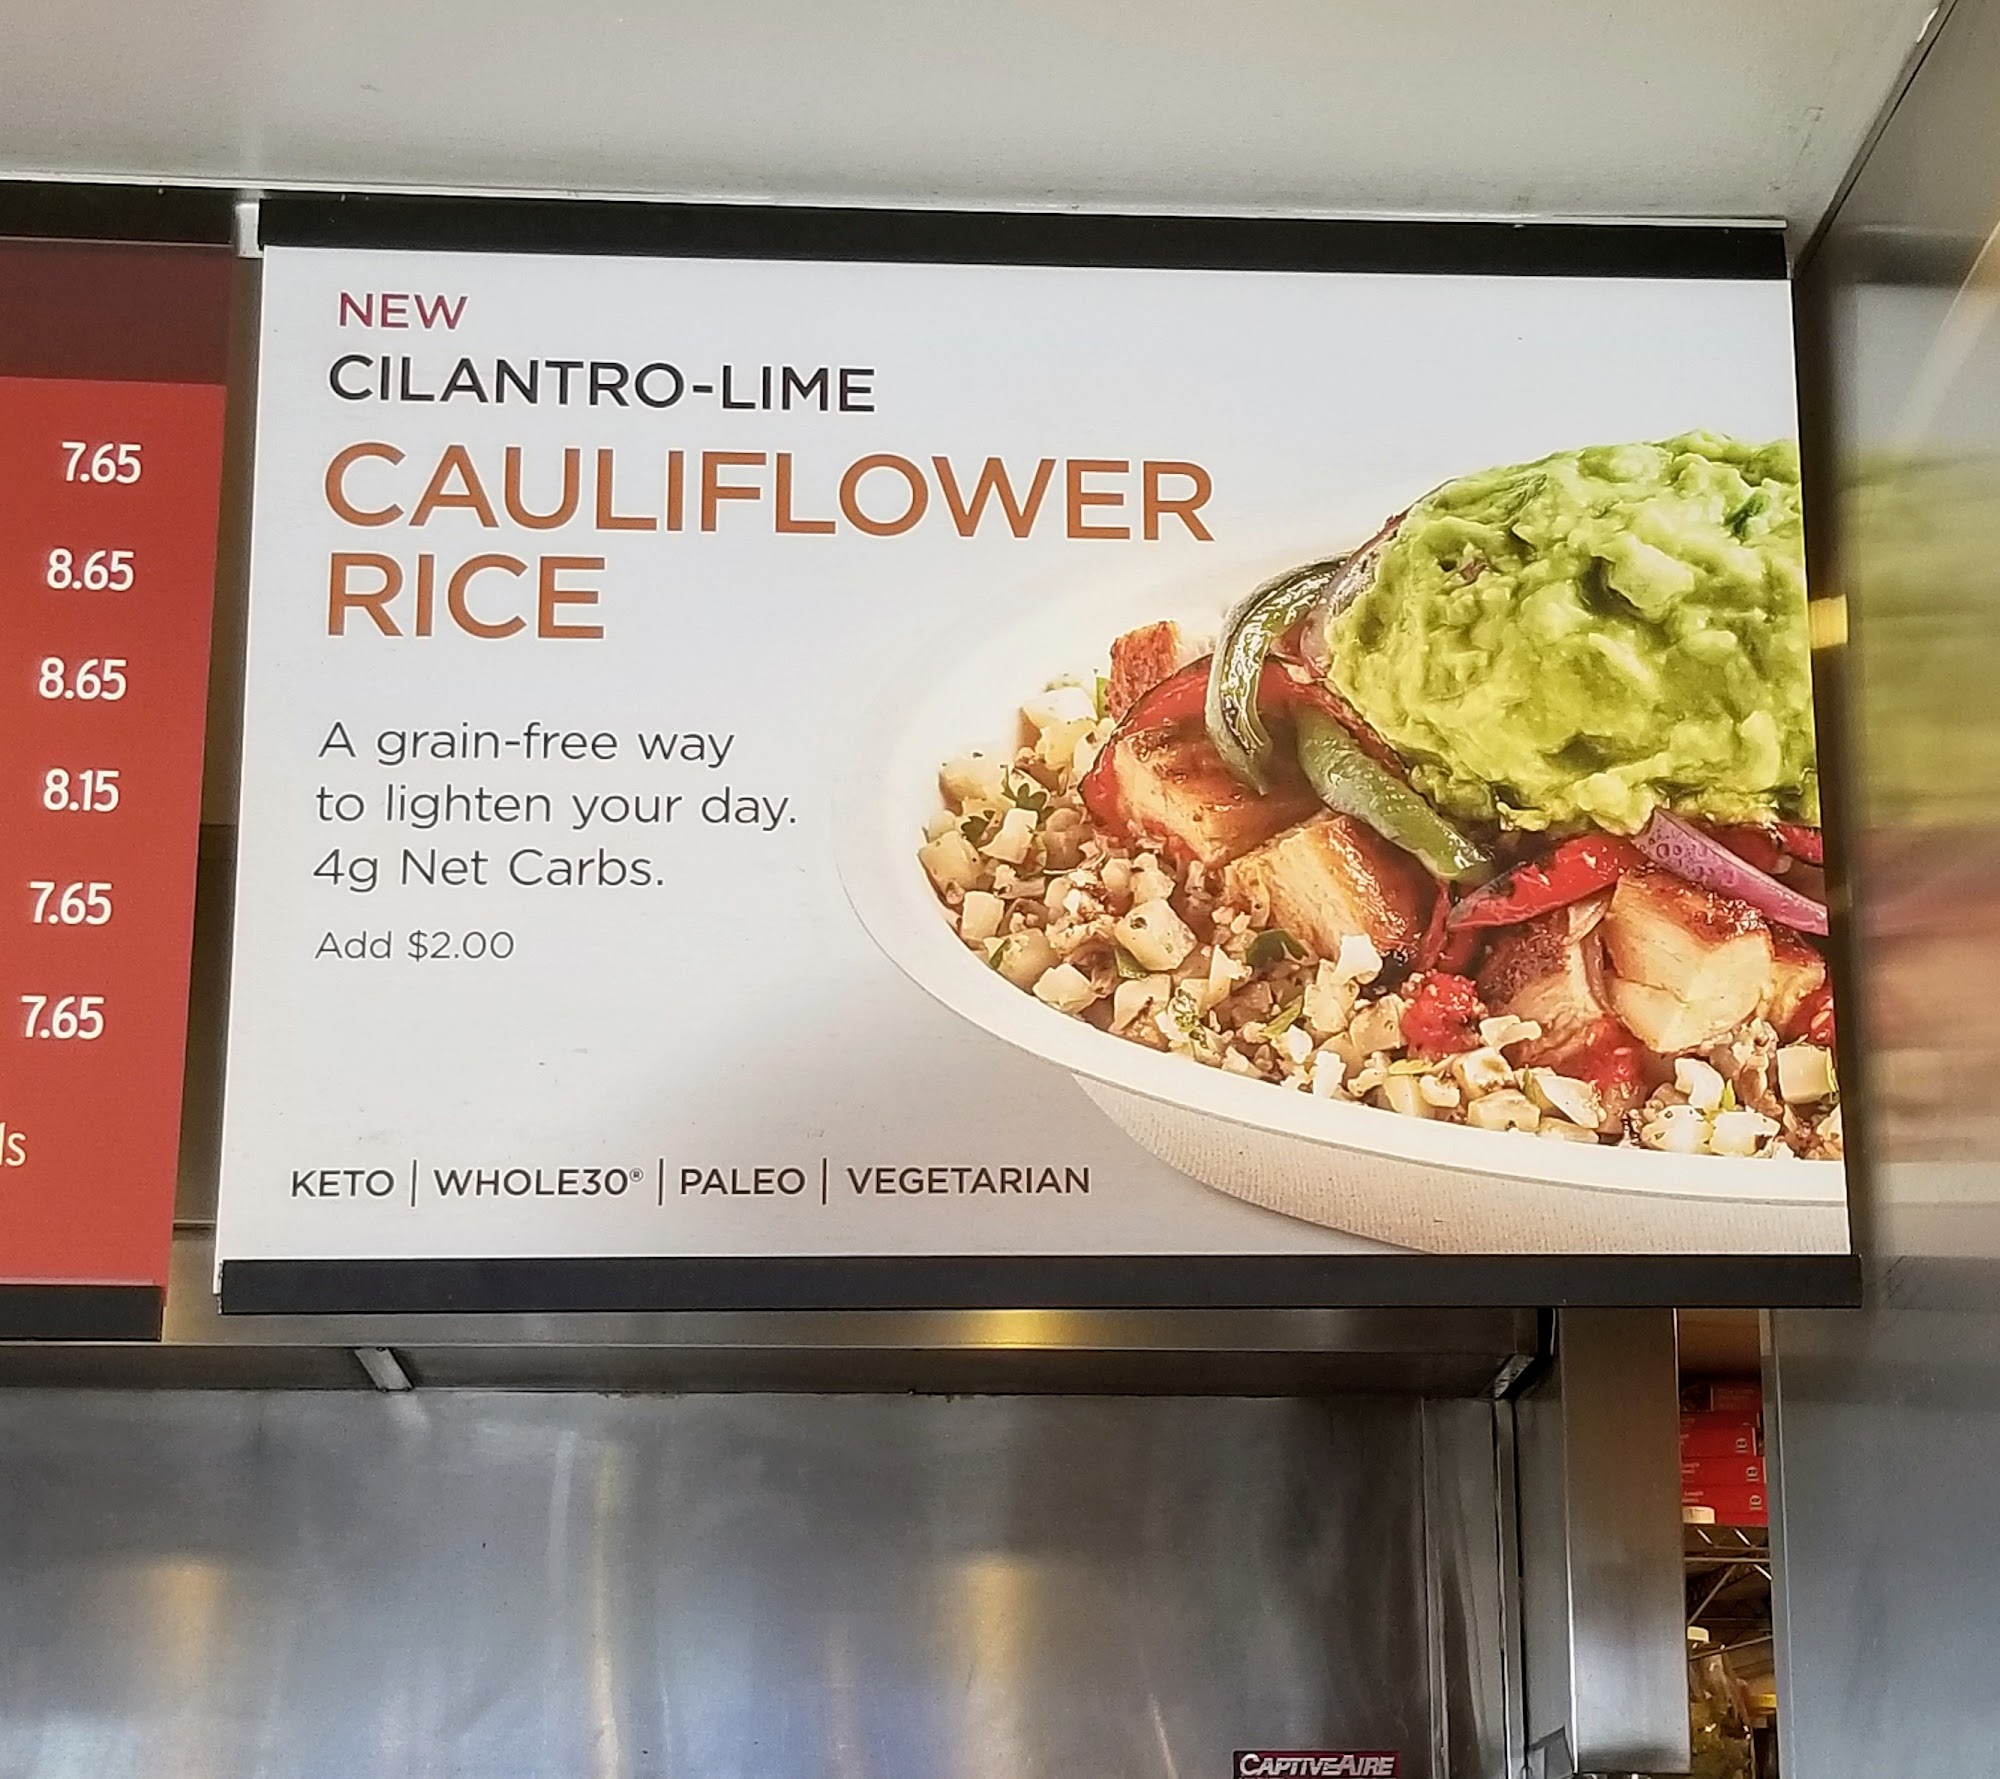 7.65
8.65
8.65
8.15
7.65
7.65
ls
NEW
CILANTRO-LIME
CAULIFLOWER
RICE
A grain-free way
to lighten your day.
4g Net Carbs.
Add $2.00
KETO | WHOLE30® | PALEO | VEGETARIAN
CAPTIVEAIRE